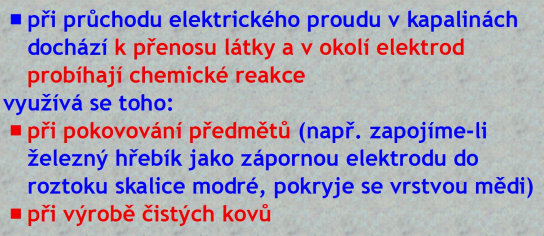 při průchodu elektrického proudu v kapalinách
dochází k přenosu látky a v okolí elektrod
probíhají chemické reakce
využívá se toho:
při pokovování předmětů (např. zapojíme-li
železný hřebík jako zápornou elektrodu do
roztoku skalice modré, pokryje se vrstvou mědi)
při výrobě čistých kovů